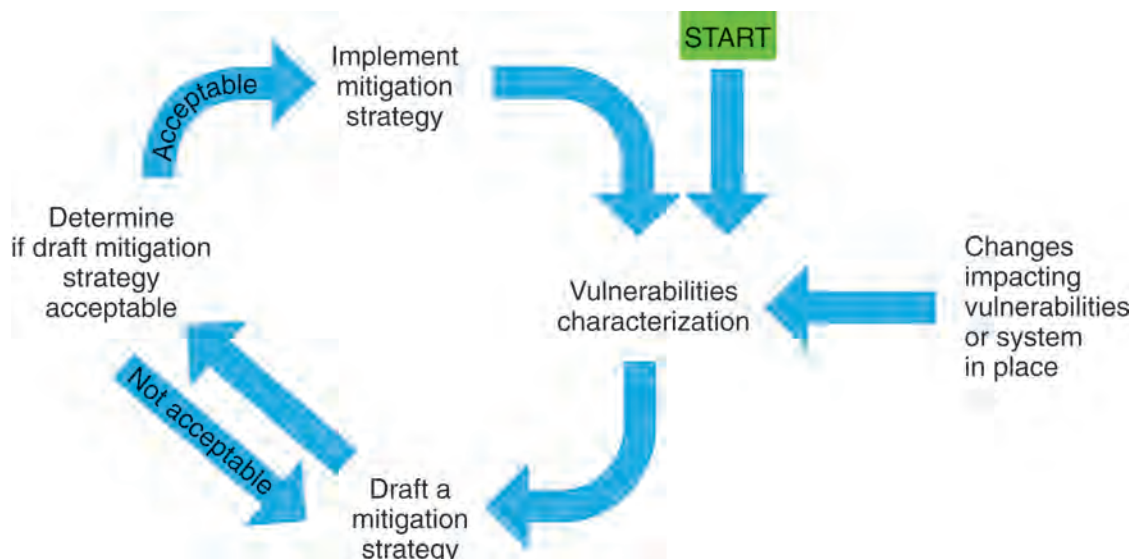 START
Acceptable
Implement
mitigation
strategy
Determine
if draft mitigation
strategy
acceptable
Vulnerabilities
characterization
Changes
impacting
vulnerabilities
or system
in place
Not acceptable
Draft a
mitigation
strategy